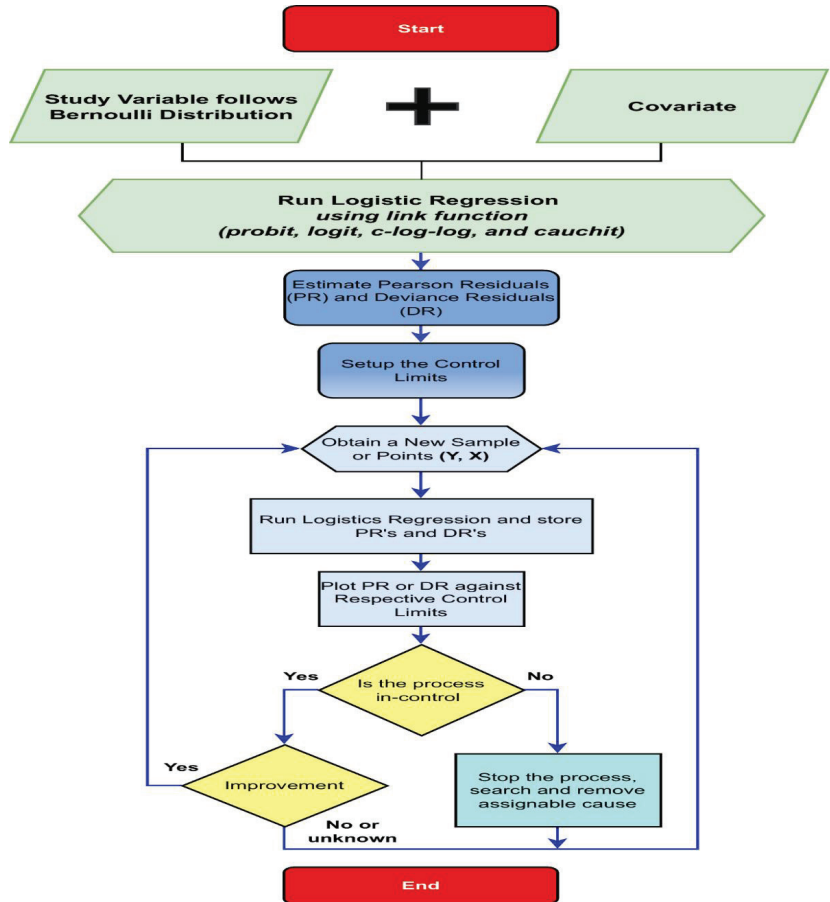 Start
Study Variable follows
Bernoulli Distribution
Covariate
Run Logistic Regression
using link function
(probit, logit, c-log-log, and cauchit)
Estimate Pearson Residuals
(PR) and Deviance Residuals
(DR)
Setup the Control
Limits
Obtain a New Sample
or Points (Y, X)
Run Logistics Regression and store
PR's and DR's
Plot PR or DR against
Respective Control
Limits
Yes
No
Is the process
in-control
Yes
Improvement
Stop the process,
search and remove
assignable cause
No or
unknown
End